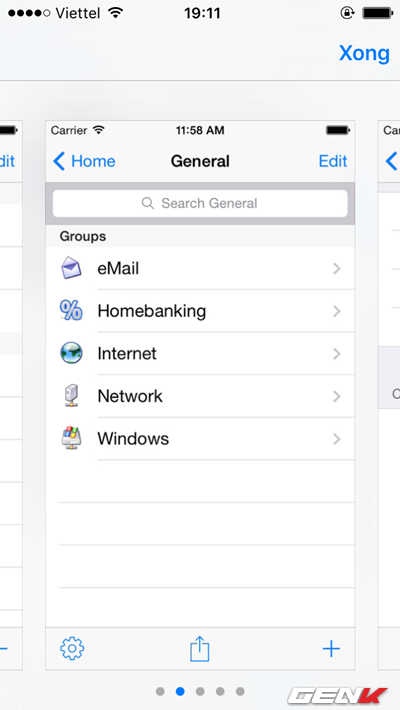 Viettel 19:11
Xong
Carrier 11:58 AM
dit Home General Edit
Search General
Groups
eMail
Homebanking
Internet
Network
Windows
GENK